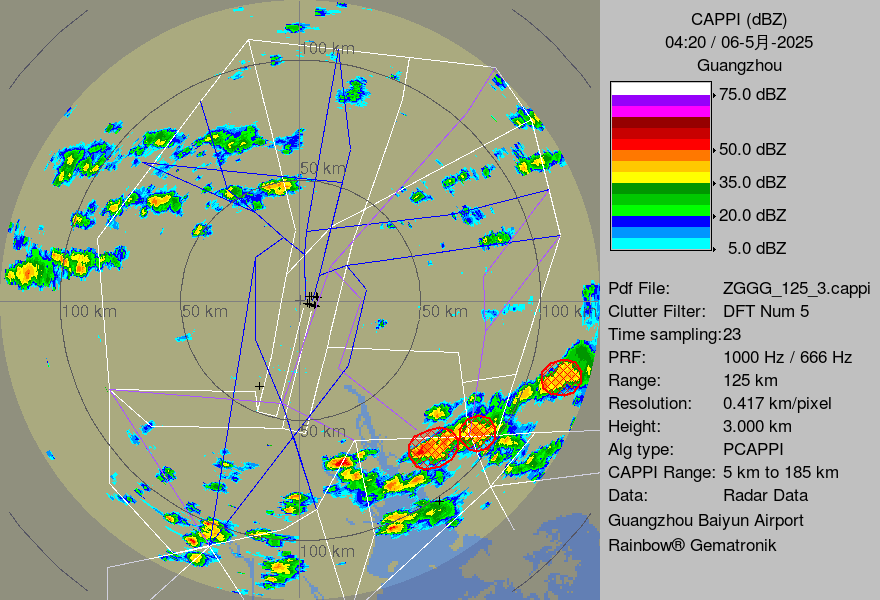 CAPPI (dBZ)
04:20 / 06-5月-2025
Guangzhou
75.0 dBZ
50.0 dBZ
35.0 dBZ
20.0 dBZ
5.0 dBZ
Pdf File: ZGGG_125_3.cappi
Clutter Filter: DFT Num 5
Time sampling:23
PRF: 1000 Hz / 666 Hz
Range: 125 km
Resolution: 0.417 km/pixel
Height: 3.000 km
Alg type: PCAPPI
CAPPI Range: 5 km to 185 km
Data: Radar Data
Guangzhou Baiyun Airport
Rainbow® Gematronik
100 km
50 km
100 km
50 km
50 km
100 km
50 km
100 km